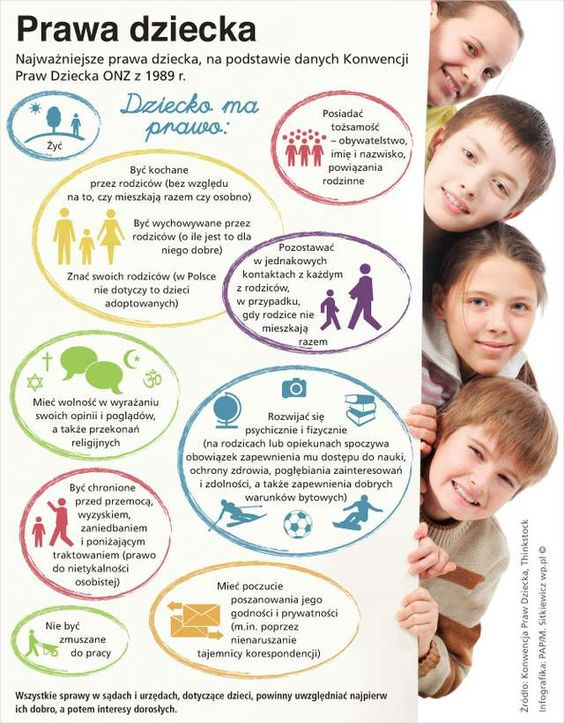 Prawa dziecka
Najważniejsze prawa dziecka, na podstawie danych Konwencji
Praw Dziecka ONZ z 1989 r.
Dziecko ma
prawo:
Żyć
Posiadać
tożsamość
– obywatelstwo,
imię i nazwisko,
powiązania
rodzinne
Być kochane
przez rodziców (bez względu
na to, czy mieszkają razem czy osobno)
Być wychowywane przez
rodziców (o ile jest to dla
niego dobre)
Znać swoich rodziców (w Polsce
nie dotyczy to dzieci
adoptowanych)
Pozostawać
w jednakowych
kontaktach z każdym
z rodziców,
w przypadku,
gdy rodzice nie
mieszkają
razem
Mieć wolność w wyrażaniu
swoich opinii i poglądów,
a także przekonań
religijnych
Rozwijać się
psychicznie i fizycznie
(na rodzicach lub opiekunach spoczywa
obowiązek zapewnienia mu dostępu do nauki,
ochrony zdrowia, pogłębiania zainteresowań
i zdolności, a także zapewnienia dobrych
warunków bytowych)
Być chronione
przed przemocą,
wyzyskiem,
zaniedbaniem
i poniżającym
traktowaniem (prawo
do nietykalności
osobistej)
Mieć poczucie
poszanowania jego
godności i prywatności
(m.in. poprzez
nienaruszanie
tajemnicy korespondencji)
Nie być
zmuszane
do pracy
Wszystkie sprawy w sądach i urzędach, dotyczące dzieci, powinny uwzględniać najpierw
ich dobro, a potem interesy dorosłych.
Źródło: Konwencja Praw Dziecka, Thinkstock
Infografika: PAP/M. Sitkiewicz wp.pl ©